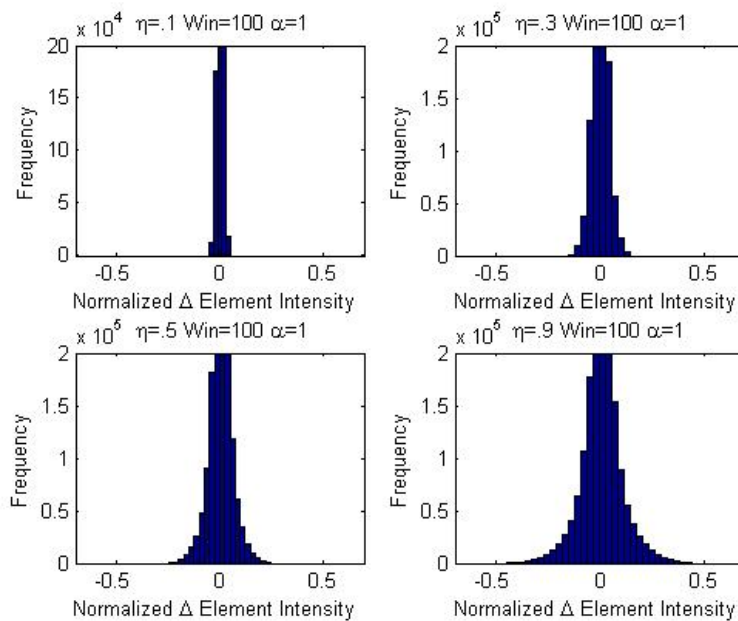 x 10^4 η=.1 Win=100 α=1
20
15
10
5
0
Frequency
-0.5 0 0.5
Normalized Δ Element Intensity
x 10^5 η=.3 Win=100 α=1
2
1.5
1
0.5
0
Frequency
-0.5 0 0.5
Normalized Δ Element Intensity
x 10^5 η=.5 Win=100 α=1
2
1.5
1
0.5
0
Frequency
-0.5 0 0.5
Normalized Δ Element Intensity
x 10^5 η=.9 Win=100 α=1
2
1.5
1
0.5
0
Frequency
-0.5 0 0.5
Normalized Δ Element Intensity